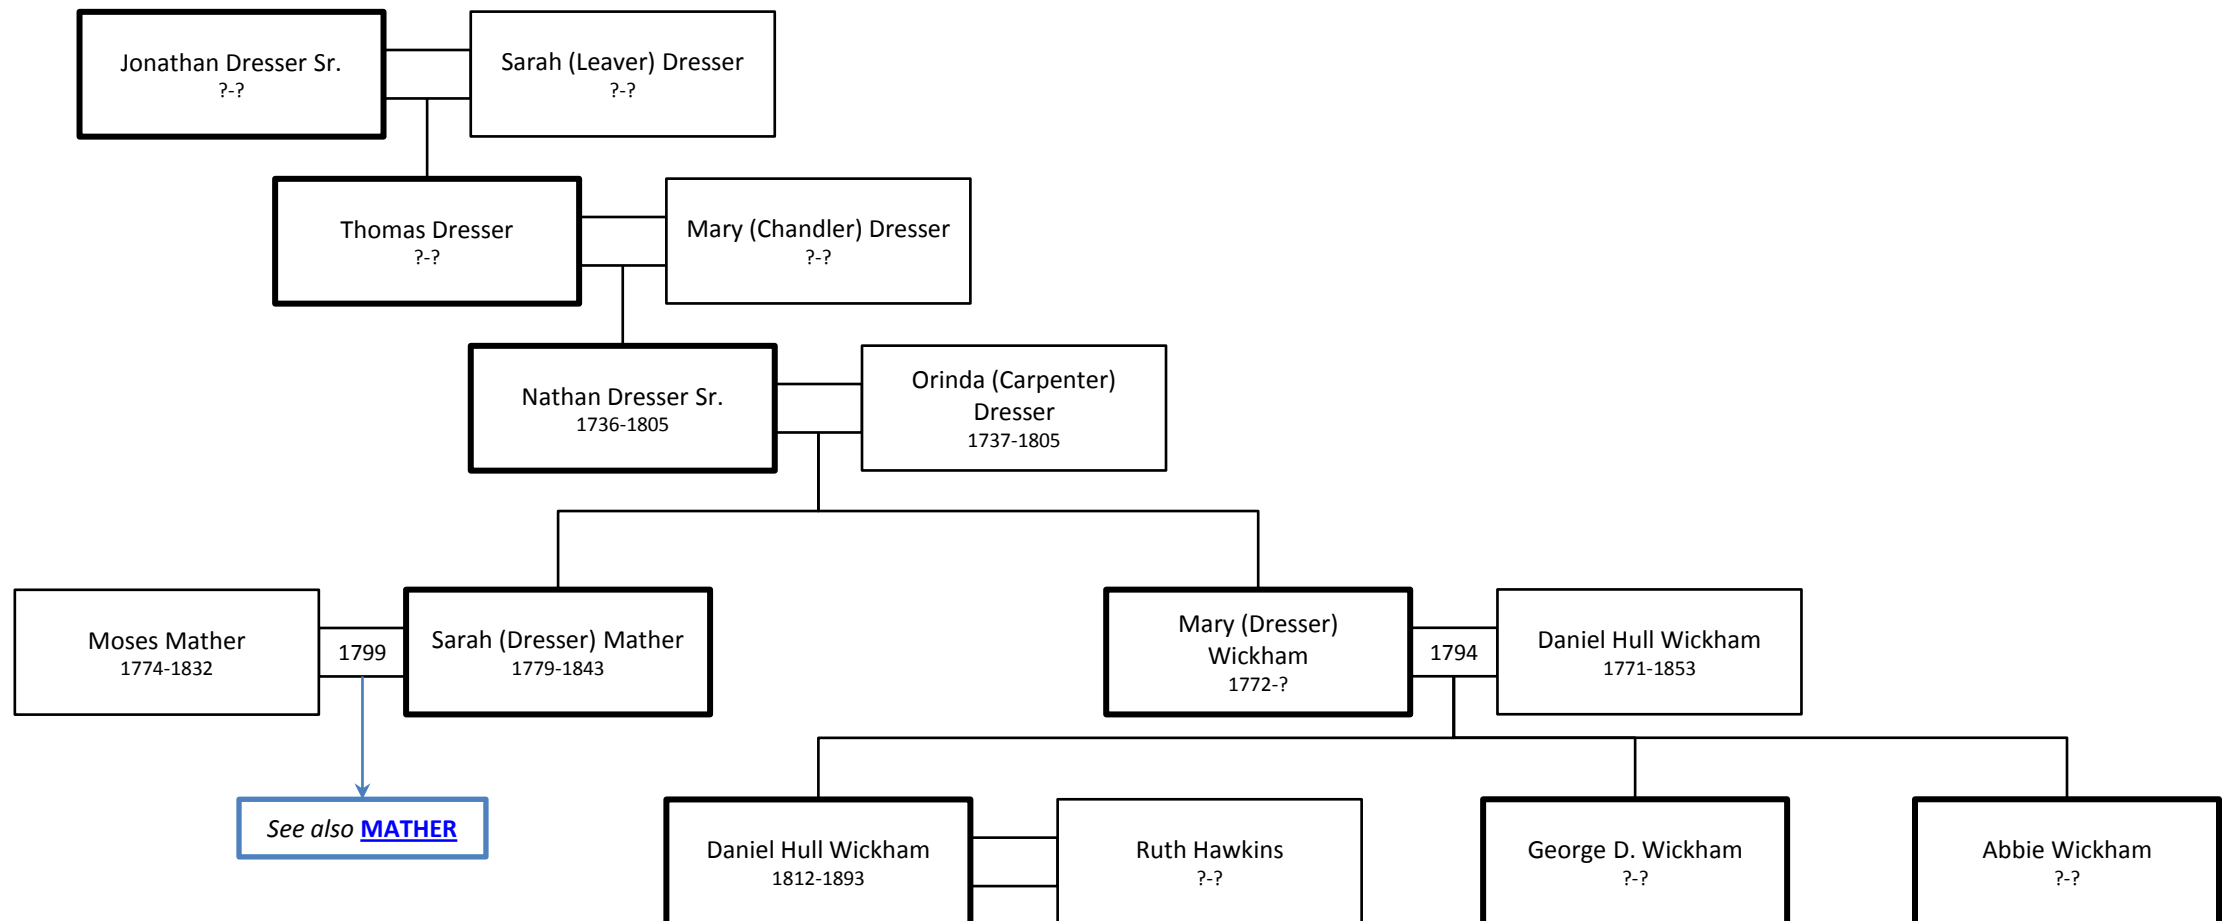 Jonathan Dresser Sr.
?-?
Sarah (Leaver) Dresser
?-?
Thomas Dresser
?-?
Mary (Chandler) Dresser
?-?
Nathan Dresser Sr.
1736-1805
Orinda (Carpenter)
Dresser
1737-1805
Moses Mather
1774-1832
1799
Sarah (Dresser) Mather
1779-1843
Mary (Dresser)
Wickham
1772-?
1794
Daniel Hull Wickham
1771-1853
See also MATHER
Daniel Hull Wickham
1812-1893
Ruth Hawkins
?-?
George D. Wickham
?-?
Abbie Wickham
?-?